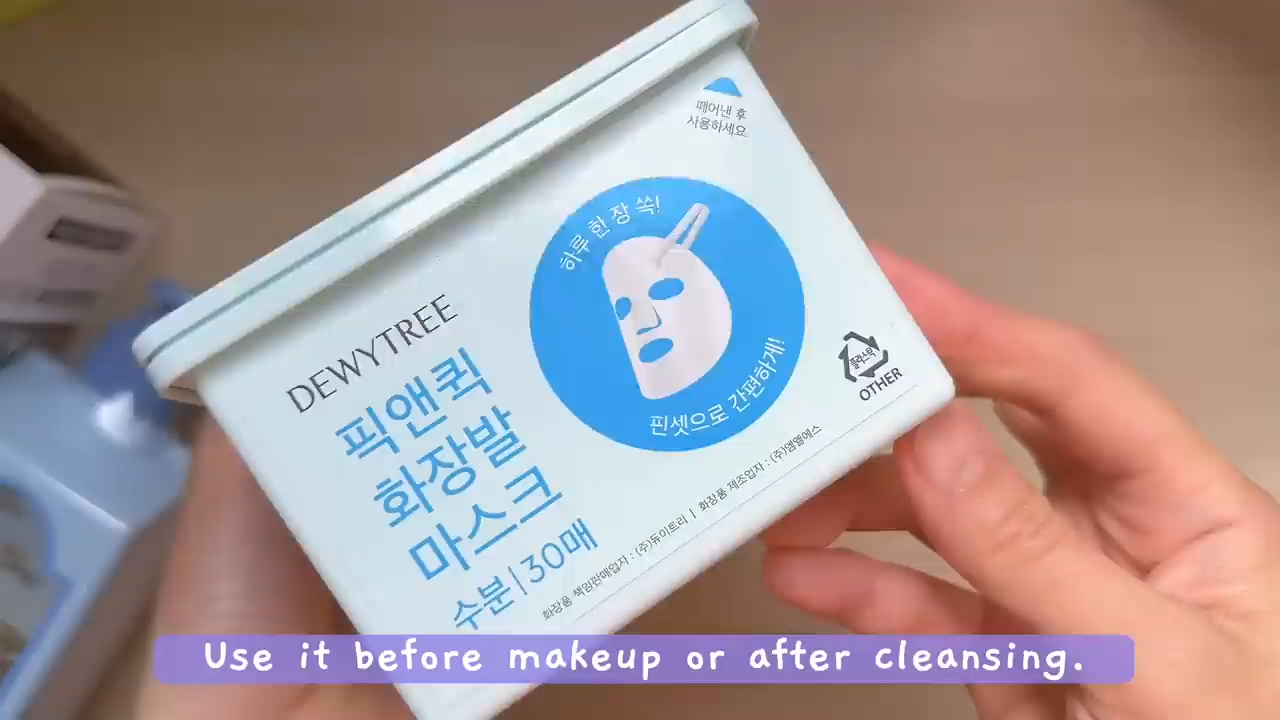 떼어낸 후
사용하세요
하루 한 장 쏙!
핀셋으로 간편하게!
DEWYTREE
픽앤퀵
화장발
마스크
수분|30매
플라스틱
OTHER
화장품 책임판매업자 : (주)듀이트리 | 화장품 제조업자 : (주)엠엘에스
Use it before makeup or after cleansing.